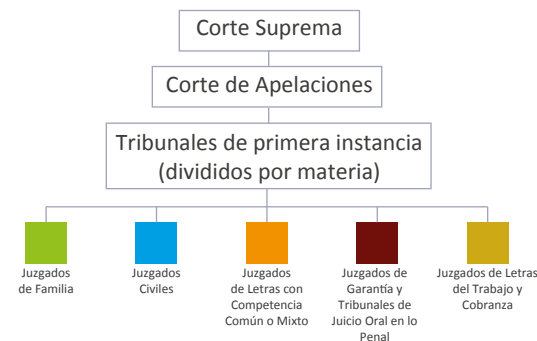 Corte Suprema
Corte de Apelaciones
Tribunales de primera instancia
(divididos por materia)
Juzgados
de Familia
Juzgados
Civiles
Juzgados
de Letras con
Competencia
Común o Mixto
Juzgados de
Garantía y
Tribunales de
Juicio Oral en lo
Penal
Juzgados de Letras
del Trabajo y
Cobranza